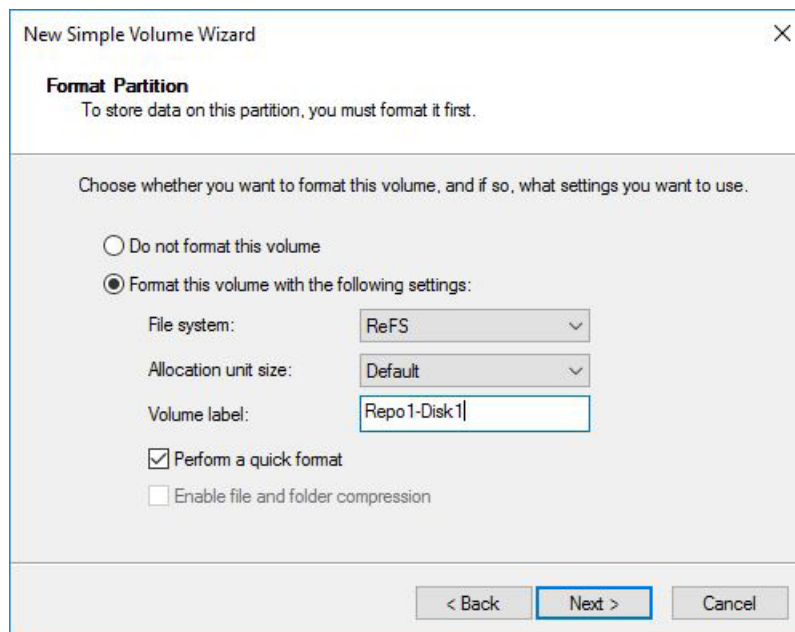 New Simple Volume Wizard
Format Partition
To store data on this partition, you must format it first.
Choose whether you want to format this volume, and if so, what settings you want to use.
Do not format this volume
Format this volume with the following settings:
File system: ReFS
Allocation unit size: Default
Volume label: Repo1-Disk1
Perform a quick format
Enable file and folder compression
< Back Next > Cancel